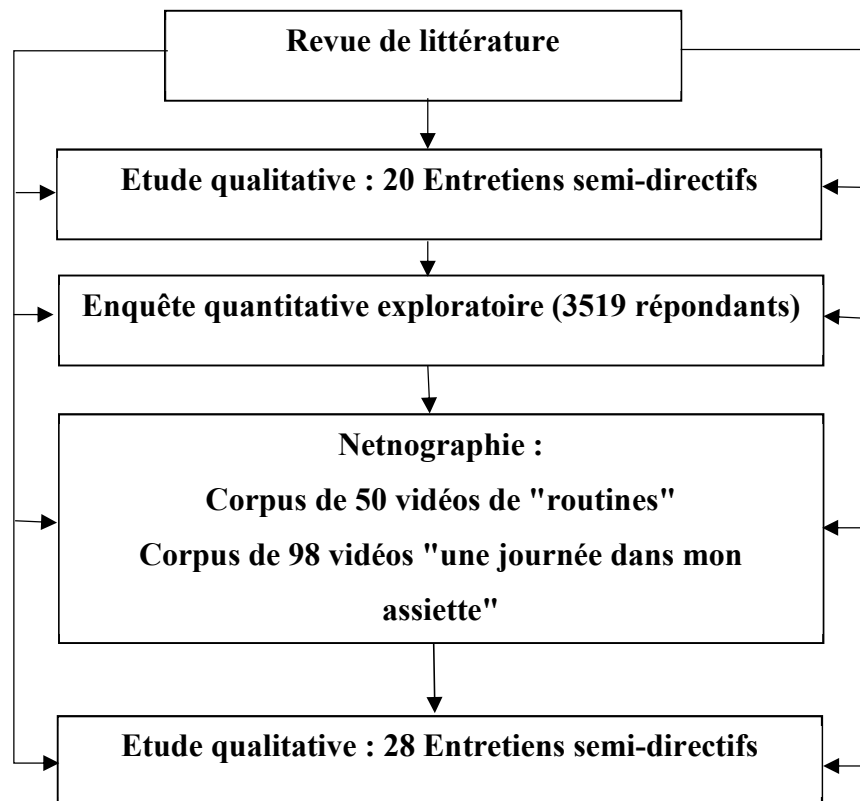 Revue de littérature
Etude qualitative : 20 Entretiens semi-directifs
Enquête quantitative exploratoire (3519 répondants)
Netnographie :
Corpus de 50 vidéos de "routines"
Corpus de 98 vidéos "une journée dans mon
assiette"
Etude qualitative : 28 Entretiens semi-directifs